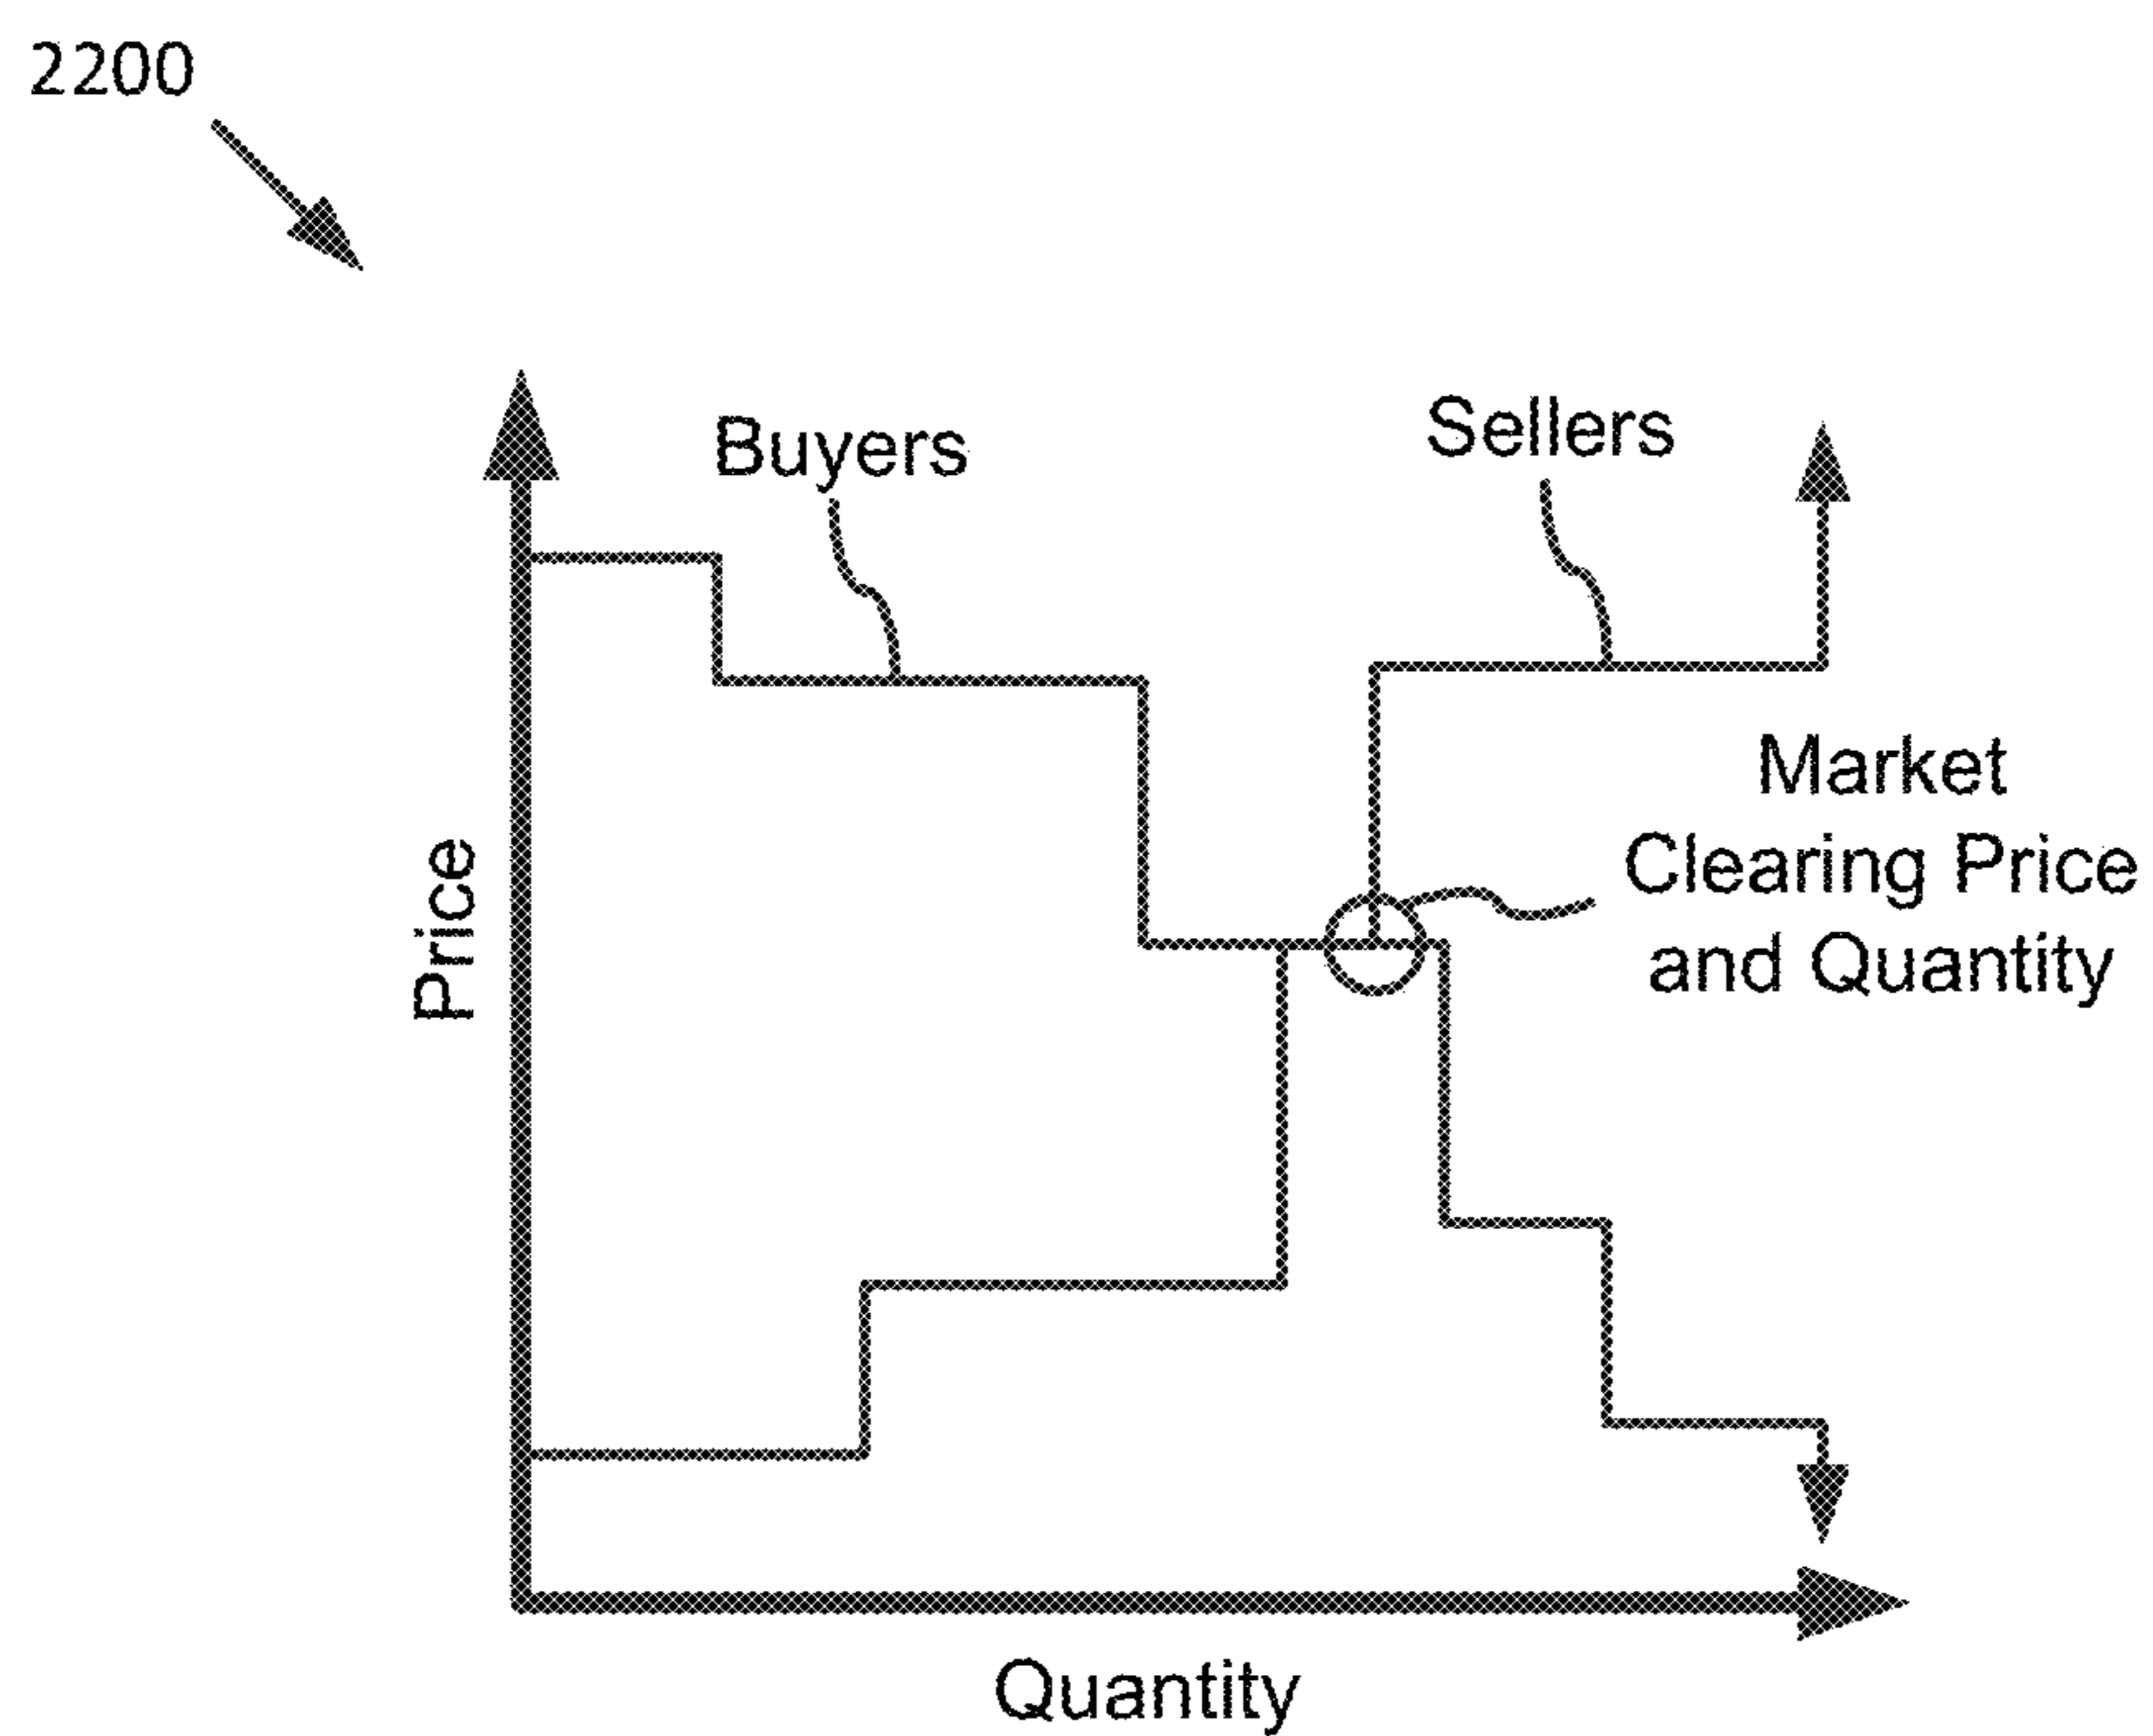 2200
Buyers
Sellers
Market
Clearing Price
and Quantity
Price
Quantity